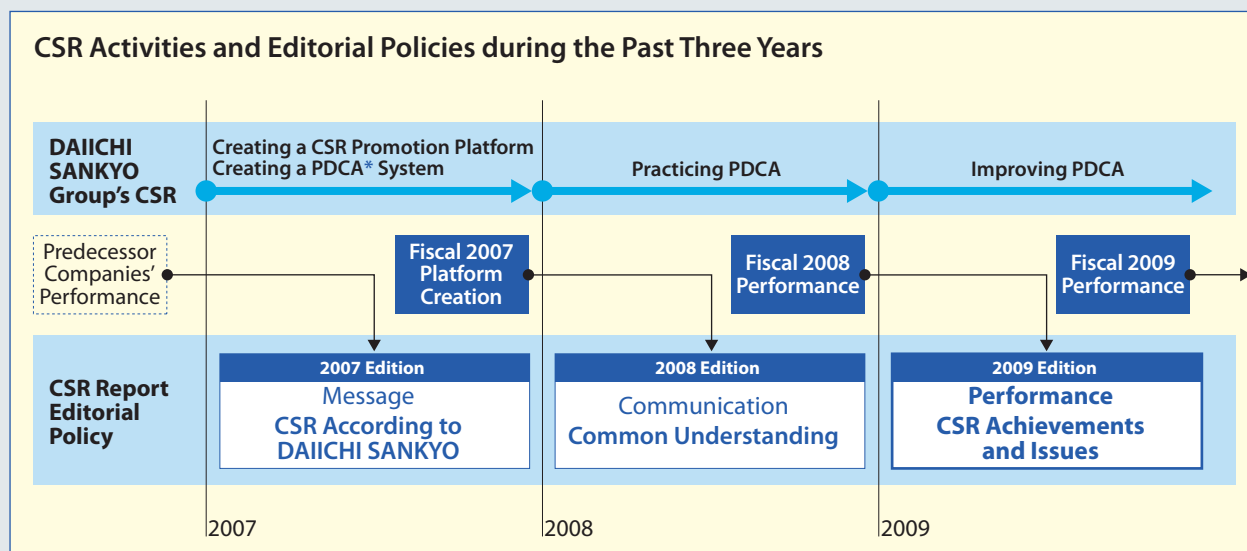 CSR Activities and Editorial Policies during the Past Three Years
DAIICHI
SANKYO
Group's CSR
Creating a CSR Promotion Platform
Creating a PDCA* System
Practicing PDCA
Improving PDCA
Predecessor
Companies'
Performance
Fiscal 2007
Platform
Creation
Fiscal 2008
Performance
Fiscal 2009
Performance
CSR Report
Editorial
Policy
2007 Edition
Message
CSR According to
DAIICHI SANKYO
2008 Edition
Communication
Common Understanding
2009 Edition
Performance
CSR Achievements
and Issues
2007
2008
2009